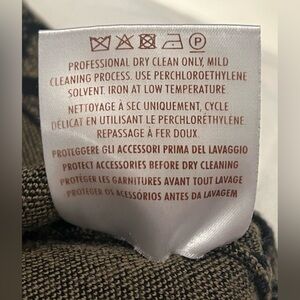 P
PROFESSIONAL DRY CLEAN ONLY, MILD
CLEANING PROCESS. USE PERCHLOROETHYLENE
SOLVENT. IRON AT LOW TEMPERATURE
NETTOYAGE À SEC UNIQUEMENT, CYCLE
DÉLICAT EN UTILISANT LE PERCHLORÉTHYLÈNE.
REPASSAGE À FER DOUX.
PROTEGGERE GLI ACCESSORI PRIMA DEL LAVAGGIO
PROTECT ACCESSORIES BEFORE DRY CLEANING
PROTÉGER LES GARNITURES AVANT TOUT LAVAGE
PROTEGER OS ACESSÓRIOS ANTES DA LAVAGEM